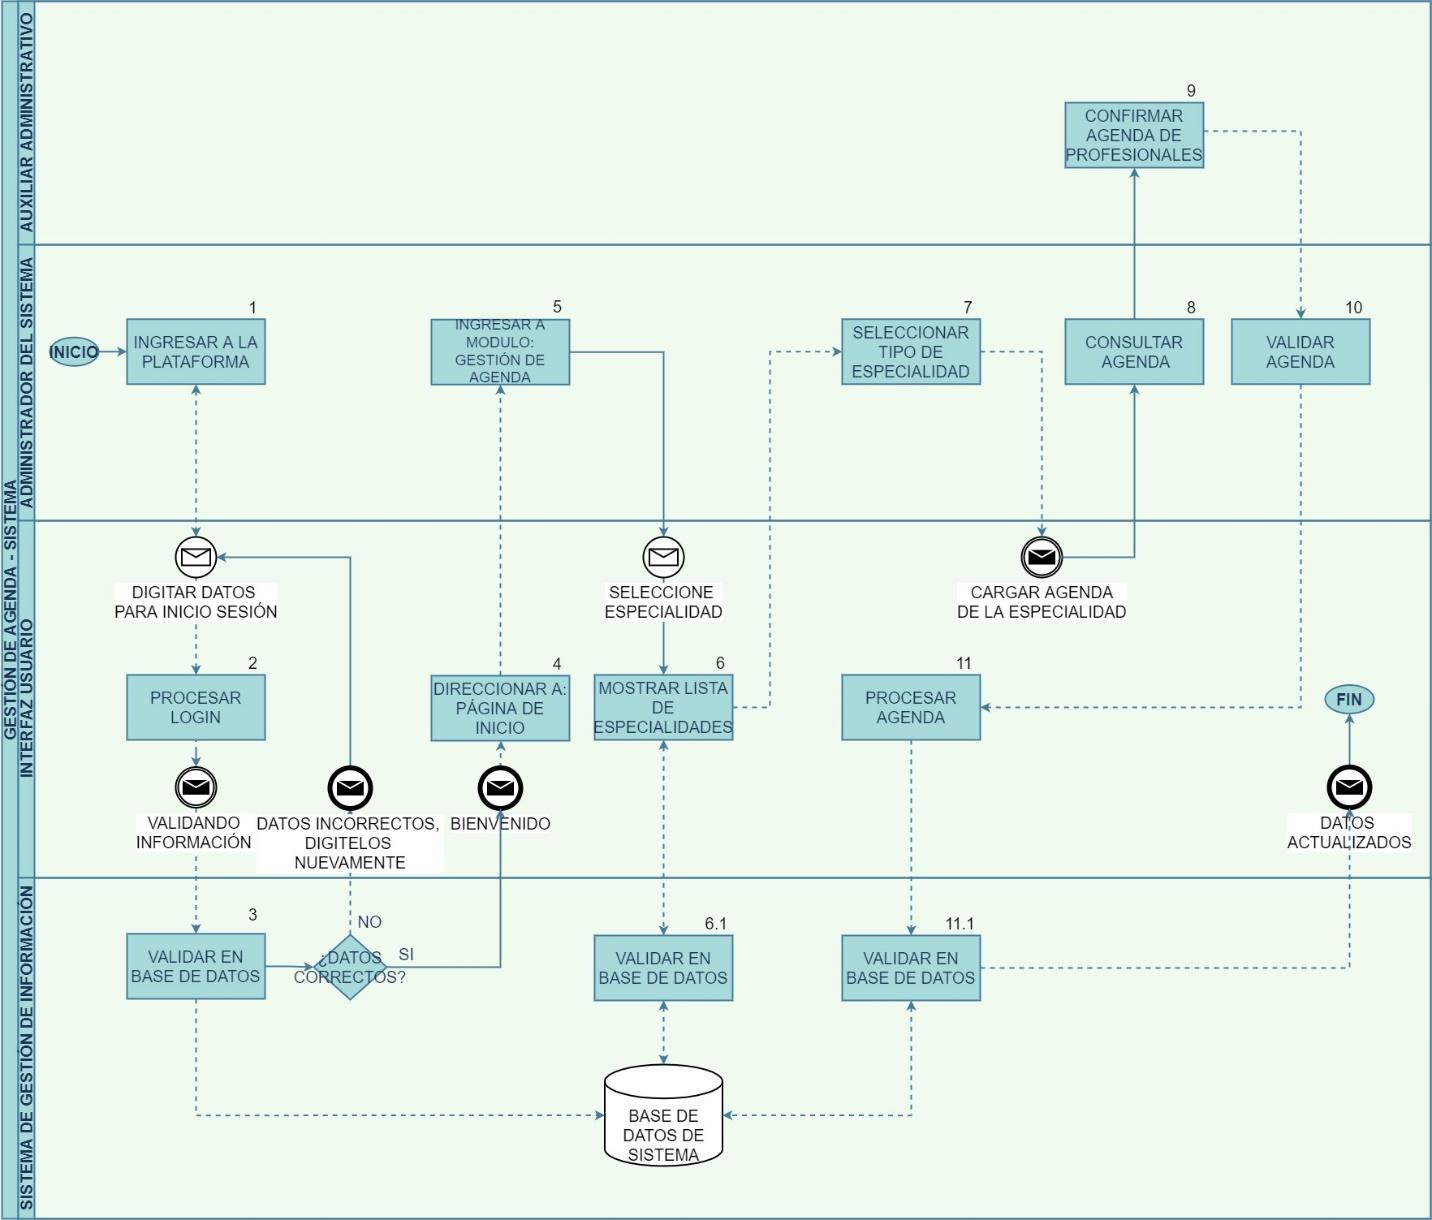 GESTIÓN DE AGENDA - SISTEMA
AUXILIAR ADMINISTRATIVO
9
CONFIRMAR
AGENDA DE
PROFESIONALES
ADMINISTRADOR DEL SISTEMA
INICIO
1
INGRESAR A LA
PLATAFORMA
5
INGRESAR A
MODULO:
GESTIÓN DE
AGENDA
7
SELECCIONAR
TIPO DE
ESPECIALIDAD
8
CONSULTAR
AGENDA
10
VALIDAR
AGENDA
INTERFAZ USUARIO
DIGITAR DATOS
PARA INICIO SESIÓN
SELECCIONE
ESPECIALIDAD
CARGAR AGENDA
DE LA ESPECIALIDAD
2
PROCESAR
LOGIN
4
DIRECCIONAR A:
PÁGINA DE
INICIO
6
MOSTRAR LISTA
DE
ESPECIALIDADES
11
PROCESAR
AGENDA
FIN
VALIDANDO
INFORMACIÓN
DATOS INCORRECTOS,
DIGITELOS
NUEVAMENTE
BIENVENIDO
DATOS
ACTUALIZADOS
SISTEMA DE GESTIÓN DE INFORMACIÓN
3
VALIDAR EN
BASE DE DATOS
NO
¿DATOS
CORRECTOS?
SI
6.1
VALIDAR EN
BASE DE DATOS
11.1
VALIDAR EN
BASE DE DATOS
BASE DE
DATOS DE
SISTEMA